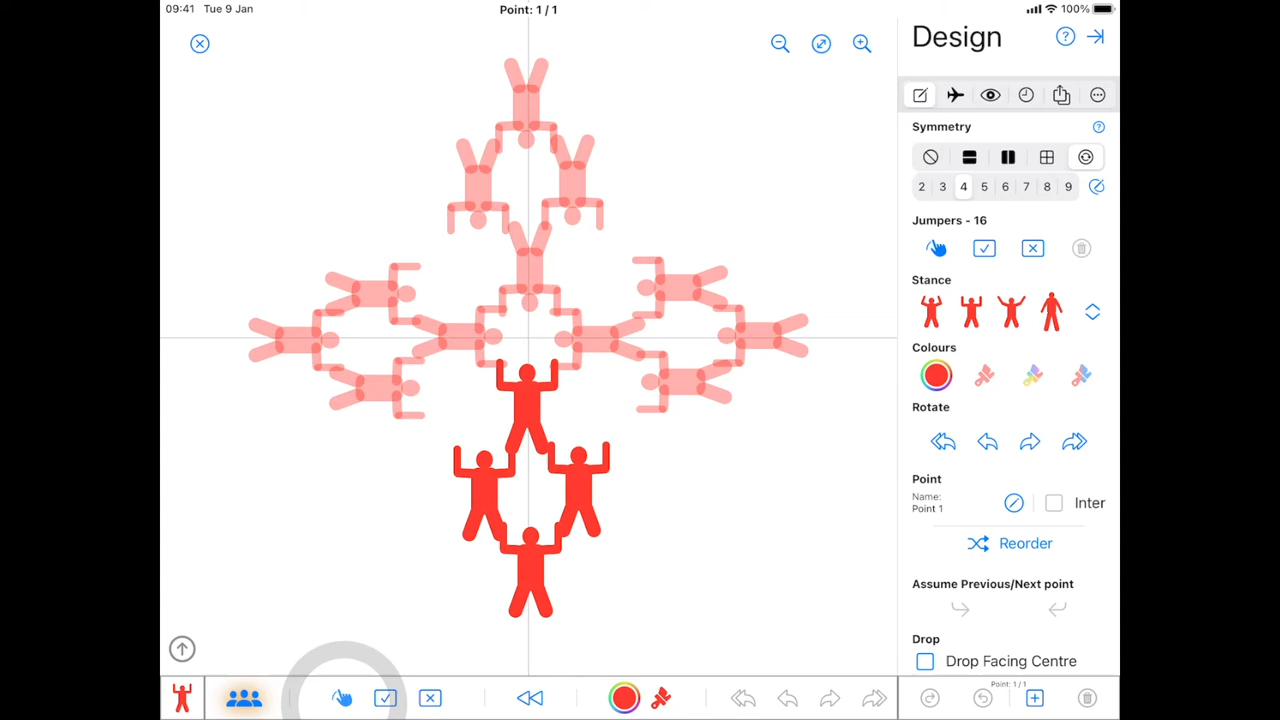 09:41 Tue 9 Jan
Point: 1 / 1
100%
Design
Symmetry
2 3 4 5 6 7 8 9
Jumpers - 16
Stance
Colours
Rotate
Point
Name:
Point 1
Inter
Reorder
Assume Previous/Next point
Drop
Drop Facing Centre
Point: 1 / 1